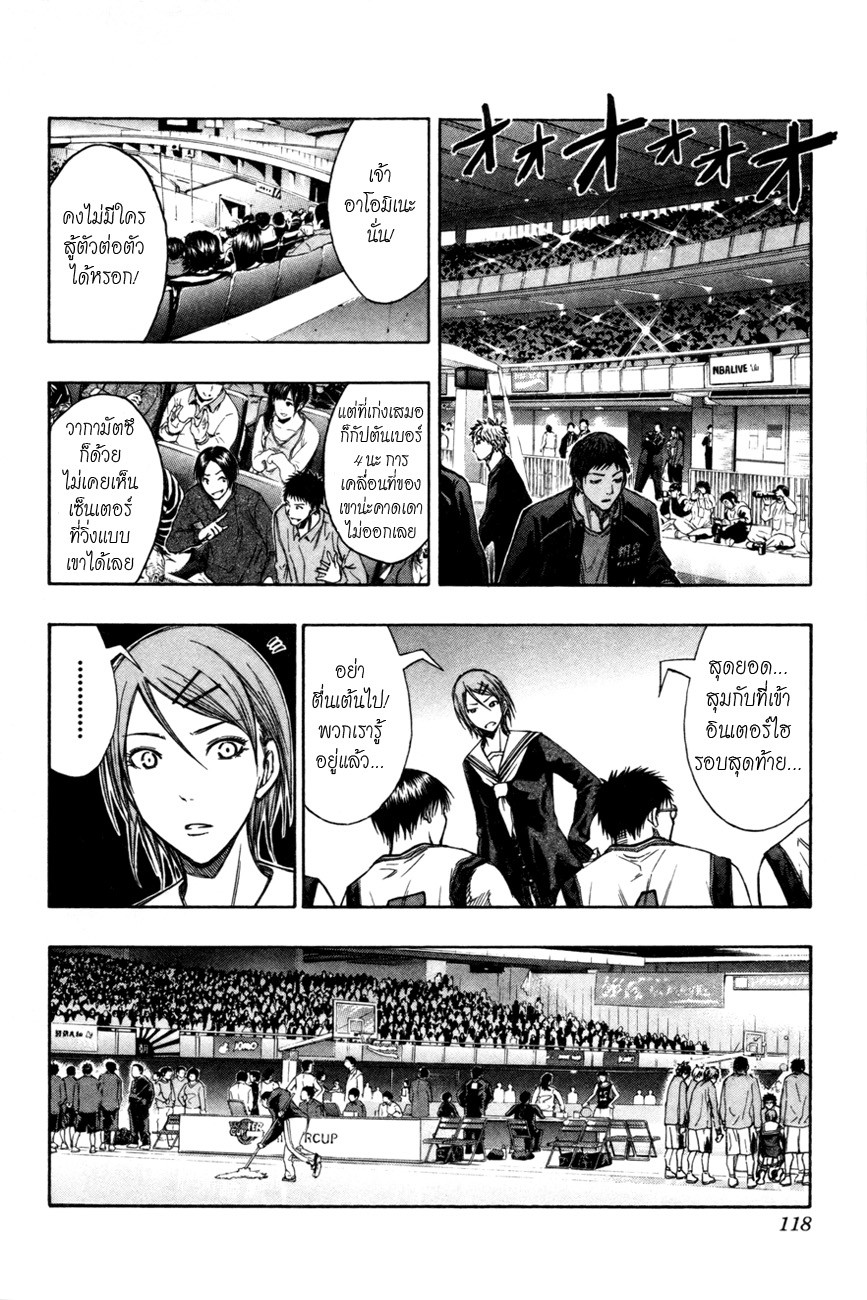 オオオオオオ
NBALIVE
เจ้า
อาโอมิเนะ
นั่น!
คงไม่มีใคร
สู้ตัวต่อตัว
ได้หรอก!
แต่ที่เก่งเสมอ
ก็กัปตันเบอร์
4 นะ การ
เคลื่อนที่ของ
เขาน่ะคาดเดา
ไม่ออกเลย
วากามัตซึ
ก็ด้วย
ไม่เคยเห็น
เซ็นเตอร์
ที่วิ่งแบบ
เขาได้เลย
สุดยอด...
สุมกับที่เข้า
อินเตอร์ไฮ
รอบสุดท้าย...
อย่า
ตื่นเต้นไป!
พวกเรารู้
อยู่แล้ว...
.........
WINTER
CUP
RCUP
118